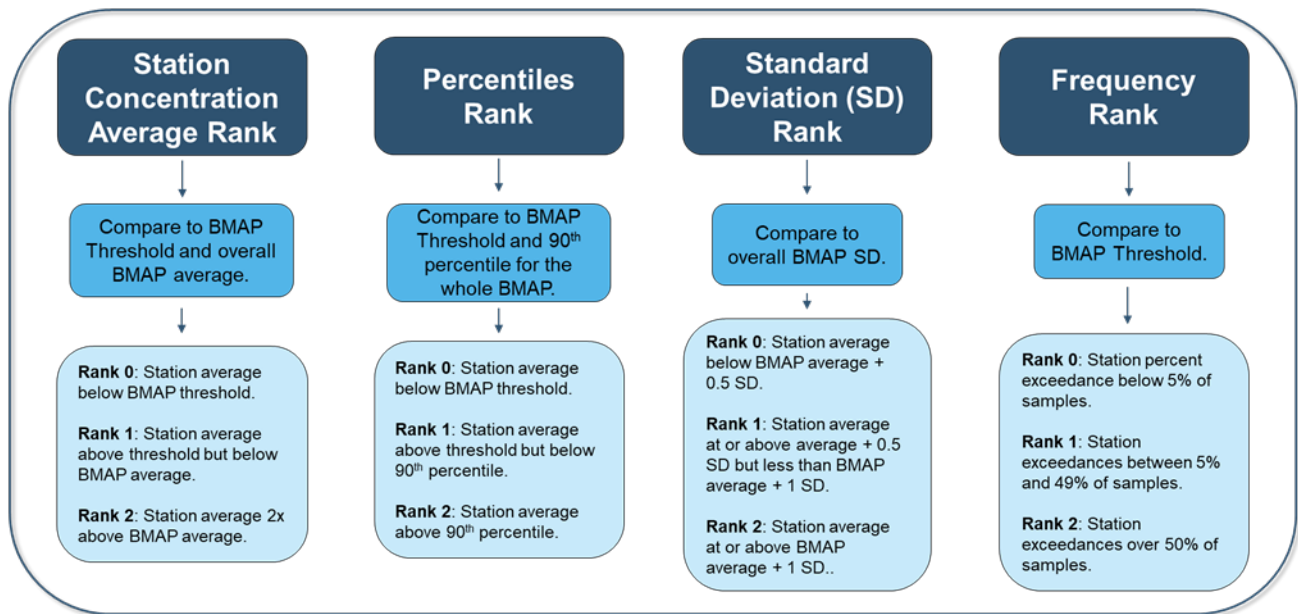 Station
Concentration
Average Rank
Compare to BMAP
Threshold and overall
BMAP average.
Rank 0: Station average
below BMAP threshold.
Rank 1: Station average
above threshold but below
BMAP average.
Rank 2: Station average 2x
above BMAP average.
Percentiles
Rank
Compare to BMAP
Threshold and 90th
percentile for the
whole BMAP.
Rank 0: Station average
below BMAP threshold.
Rank 1: Station average
above threshold but below
90th percentile.
Rank 2: Station average
above 90th percentile.
Standard
Deviation (SD)
Rank
Compare to
overall BMAP SD.
Rank 0: Station average
below BMAP average +
0.5 SD.
Rank 1: Station average
at or above average + 0.5
SD but less than BMAP
average + 1 SD.
Rank 2: Station average
at or above BMAP
average + 1 SD..
Frequency
Rank
Compare to
BMAP Threshold.
Rank 0: Station percent
exceedance below 5% of
samples.
Rank 1: Station
exceedances between 5%
and 49% of samples.
Rank 2: Station
exceedances over 50% of
samples.